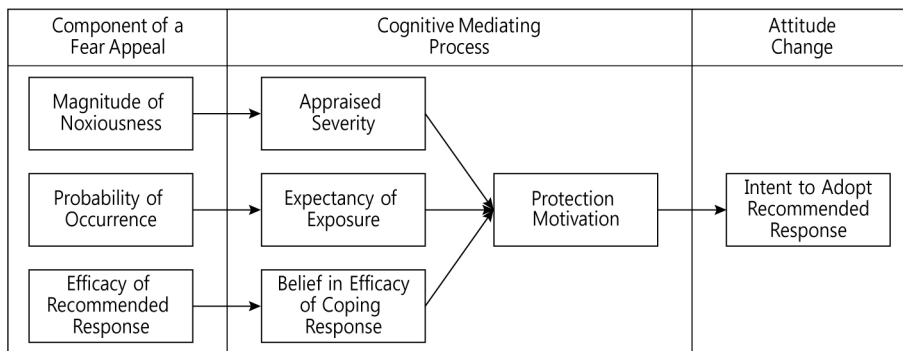 Component of a
Fear Appeal
Cognitive Mediating
Process
Attitude
Change
Magnitude of
Noxiousness
Appraised
Severity
Probability of
Occurrence
Expectancy of
Exposure
Protection
Motivation
Intent to Adopt
Recommended
Response
Efficacy of
Recommended
Response
Belief in Efficacy
of Coping
Response